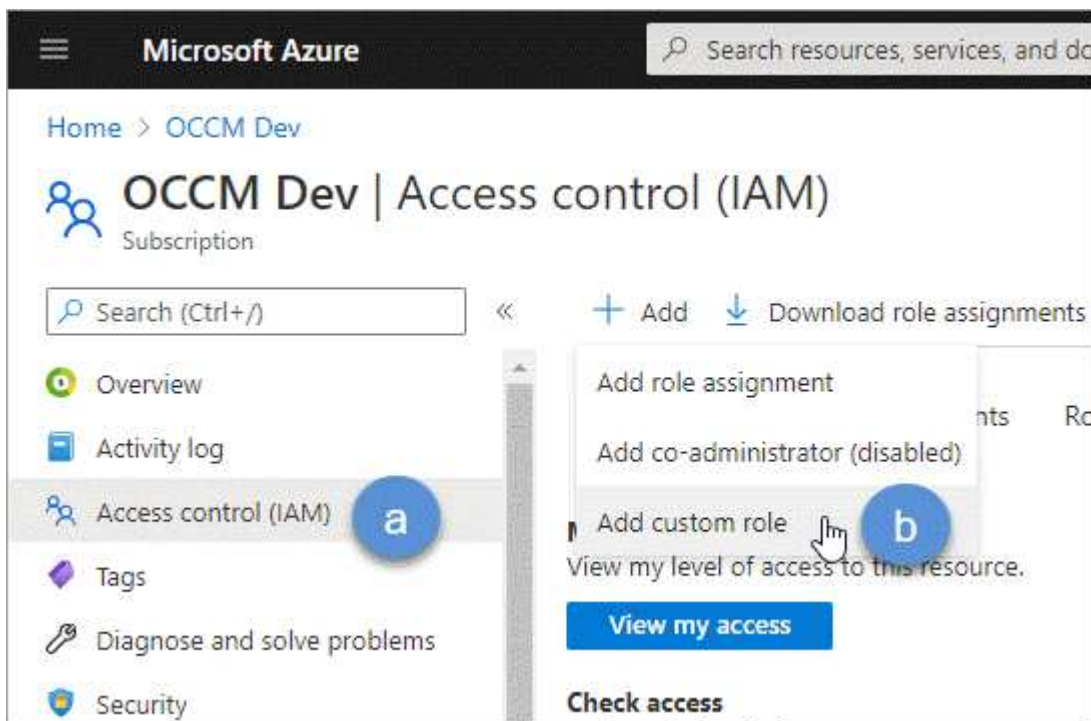 Microsoft Azure
Search resources, services, and do
Home > OCCM Dev
OCCM Dev | Access control (IAM)
Subscription
Search (Ctrl+/)
«
+ Add
Download role assignments
Overview
Activity log
Access control (IAM)
a
Tags
Diagnose and solve problems
Security
Add role assignment
nts
Ro
Add co-administrator (disabled)
Add custom role
b
View my level of access to this resource.
View my access
Check access